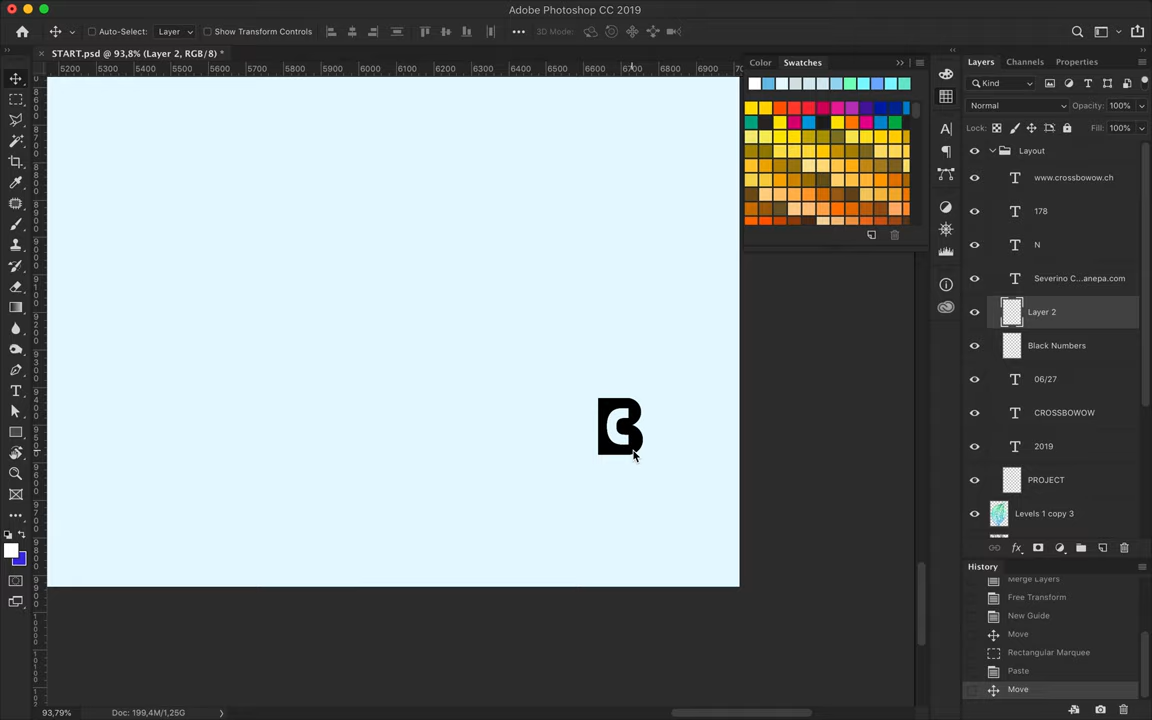 Adobe Photoshop CC 2019
Auto-Select: Layer Show Transform Controls 3D Mode:
START.psd @ 93,8% (Layer 2, RGB/8) *
5200 5300 5400 5500 5600 5700 5800 5900 6000 6100 6200 6300 6400 6500 6600 6700 6800 6900
Color Swatches
Layers Channels Properties
Kind
Normal Opacity: 100%
Lock: Fill: 100%
Layout
www.crossbowow.ch
178
N
Severino C...anepa.com
Layer 2
Black Numbers
06/27
CROSSBOWOW
2019
PROJECT
Levels 1 copy 3
History
Merge Layers
Free Transform
New Guide
Move
Rectangular Marquee
Paste
Move
93,79% Doc: 199,4M/1,25G